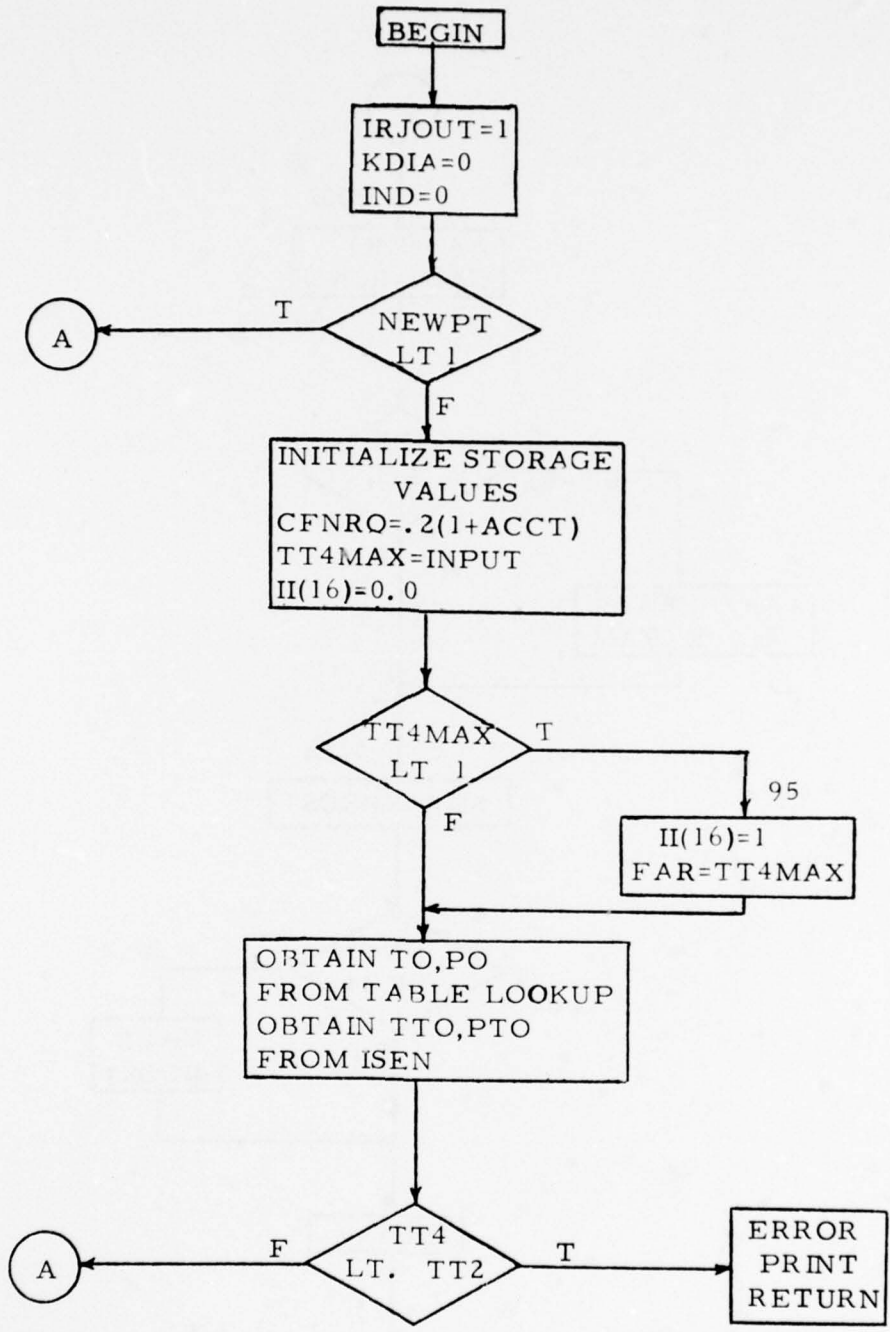 BEGIN
IRJOUT=1
KDIA=0
IND=0
T
A
NEWPT
LT 1
F
INITIALIZE STORAGE
VALUES
CFNRQ=.2(1+ACCT)
TT4MAX=INPUT
II(16)=0.0
TT4MAX
LT 1
T
F
95
II(16)=1
FAR=TT4MAX
OBTAIN TO,PO
FROM TABLE LOOKUP
OBTAIN TTO,PTO
FROM ISEN
A
F
TT4
LT. TT2
T
ERROR
PRINT
RETURN